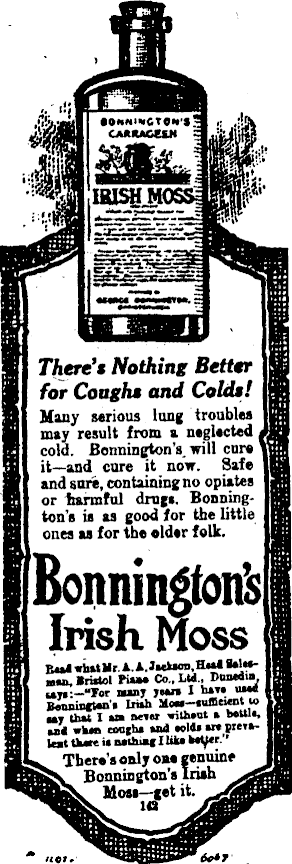 BONNINGTON'S
CARRAGEEN
IRISH MOSS
GEORGE BONNINGTON,
There's Nothing Better
for Coughs and Colds!
Many serious lung troubles
may result from a neglected
cold. Bonnington's will cure
it—and cure it now. Safe
and sure, containing no opiates
or harmful drugs. Bonning-
ton's is as good for the little
ones as for the older folk.
Bonnington's
Irish Moss
Read what Mr. A. A. Jackson, Head Sales-
man, Bristol Piano Co., Ltd., Dunedin,
says:—"For many years I have used
Bonnington's Irish Moss—sufficient to
say that I am never without a bottle,
and when coughs and colds are preva-
lent there is nothing I like better."
There's only one genuine
Bonnington's Irish
Moss—get it.
142